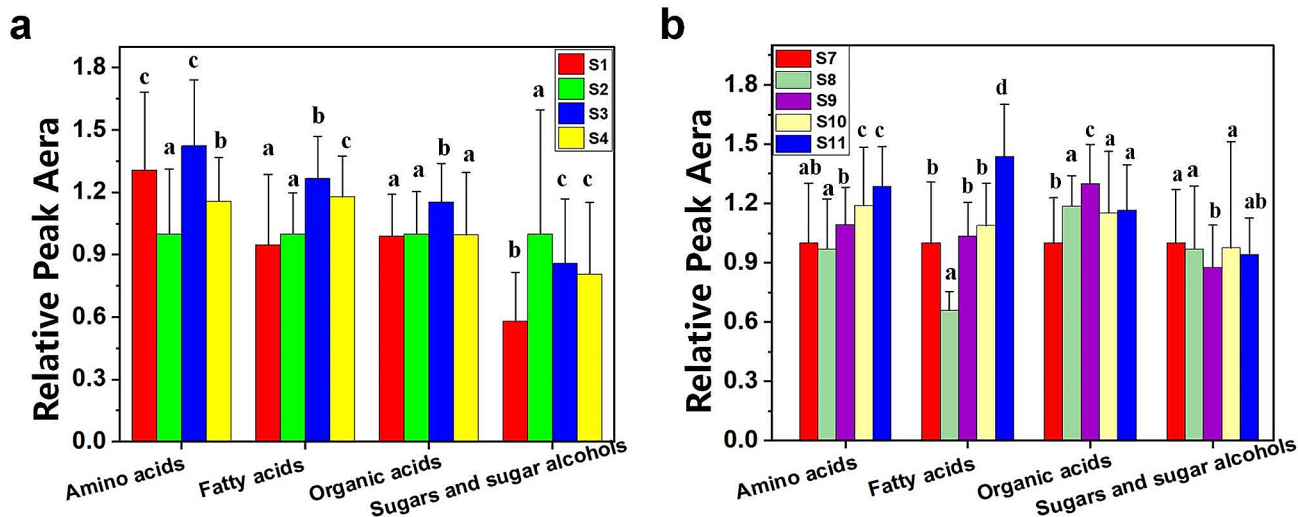 a
Relative Peak Aera
1.8
1.5
1.2
0.9
0.6
0.3
0.0
S1
S2
S3
S4
c a c b
a a b c
a a b a
b a c c
Amino acids
Fatty acids
Organic acids
Sugars and sugar alcohols
b
Relative Peak Aera
1.8
1.5
1.2
0.9
0.6
0.3
0.0
S7
S8
S9
S10
S11
ab a b c c
b a b b d
b a c a a
a a b a ab
Amino acids
Fatty acids
Organic acids
Sugars and sugar alcohols